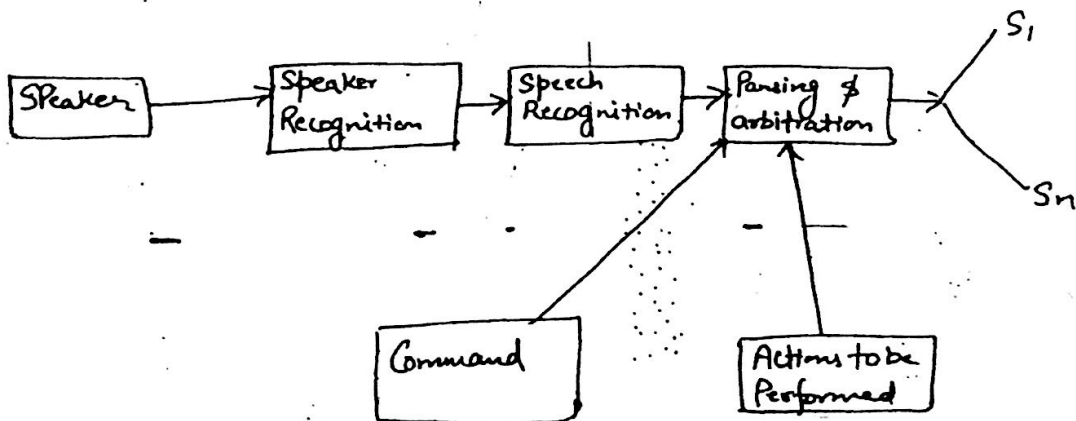 S1
SPeaker
Speaker
Recognition
Speech
Recognition
Parsing &
arbitration
Sn
Command
Actions to be
Performed